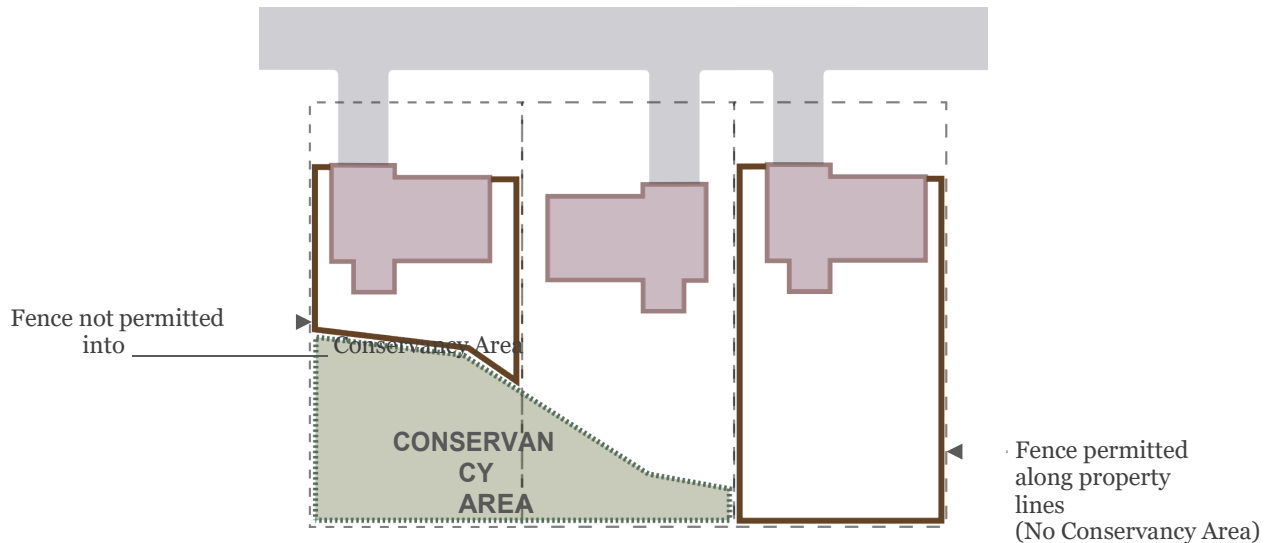 Fence not permitted
into Conservancy Area
CONSERVAN
CY
AREA
Fence permitted
along property
lines
(No Conservancy Area)